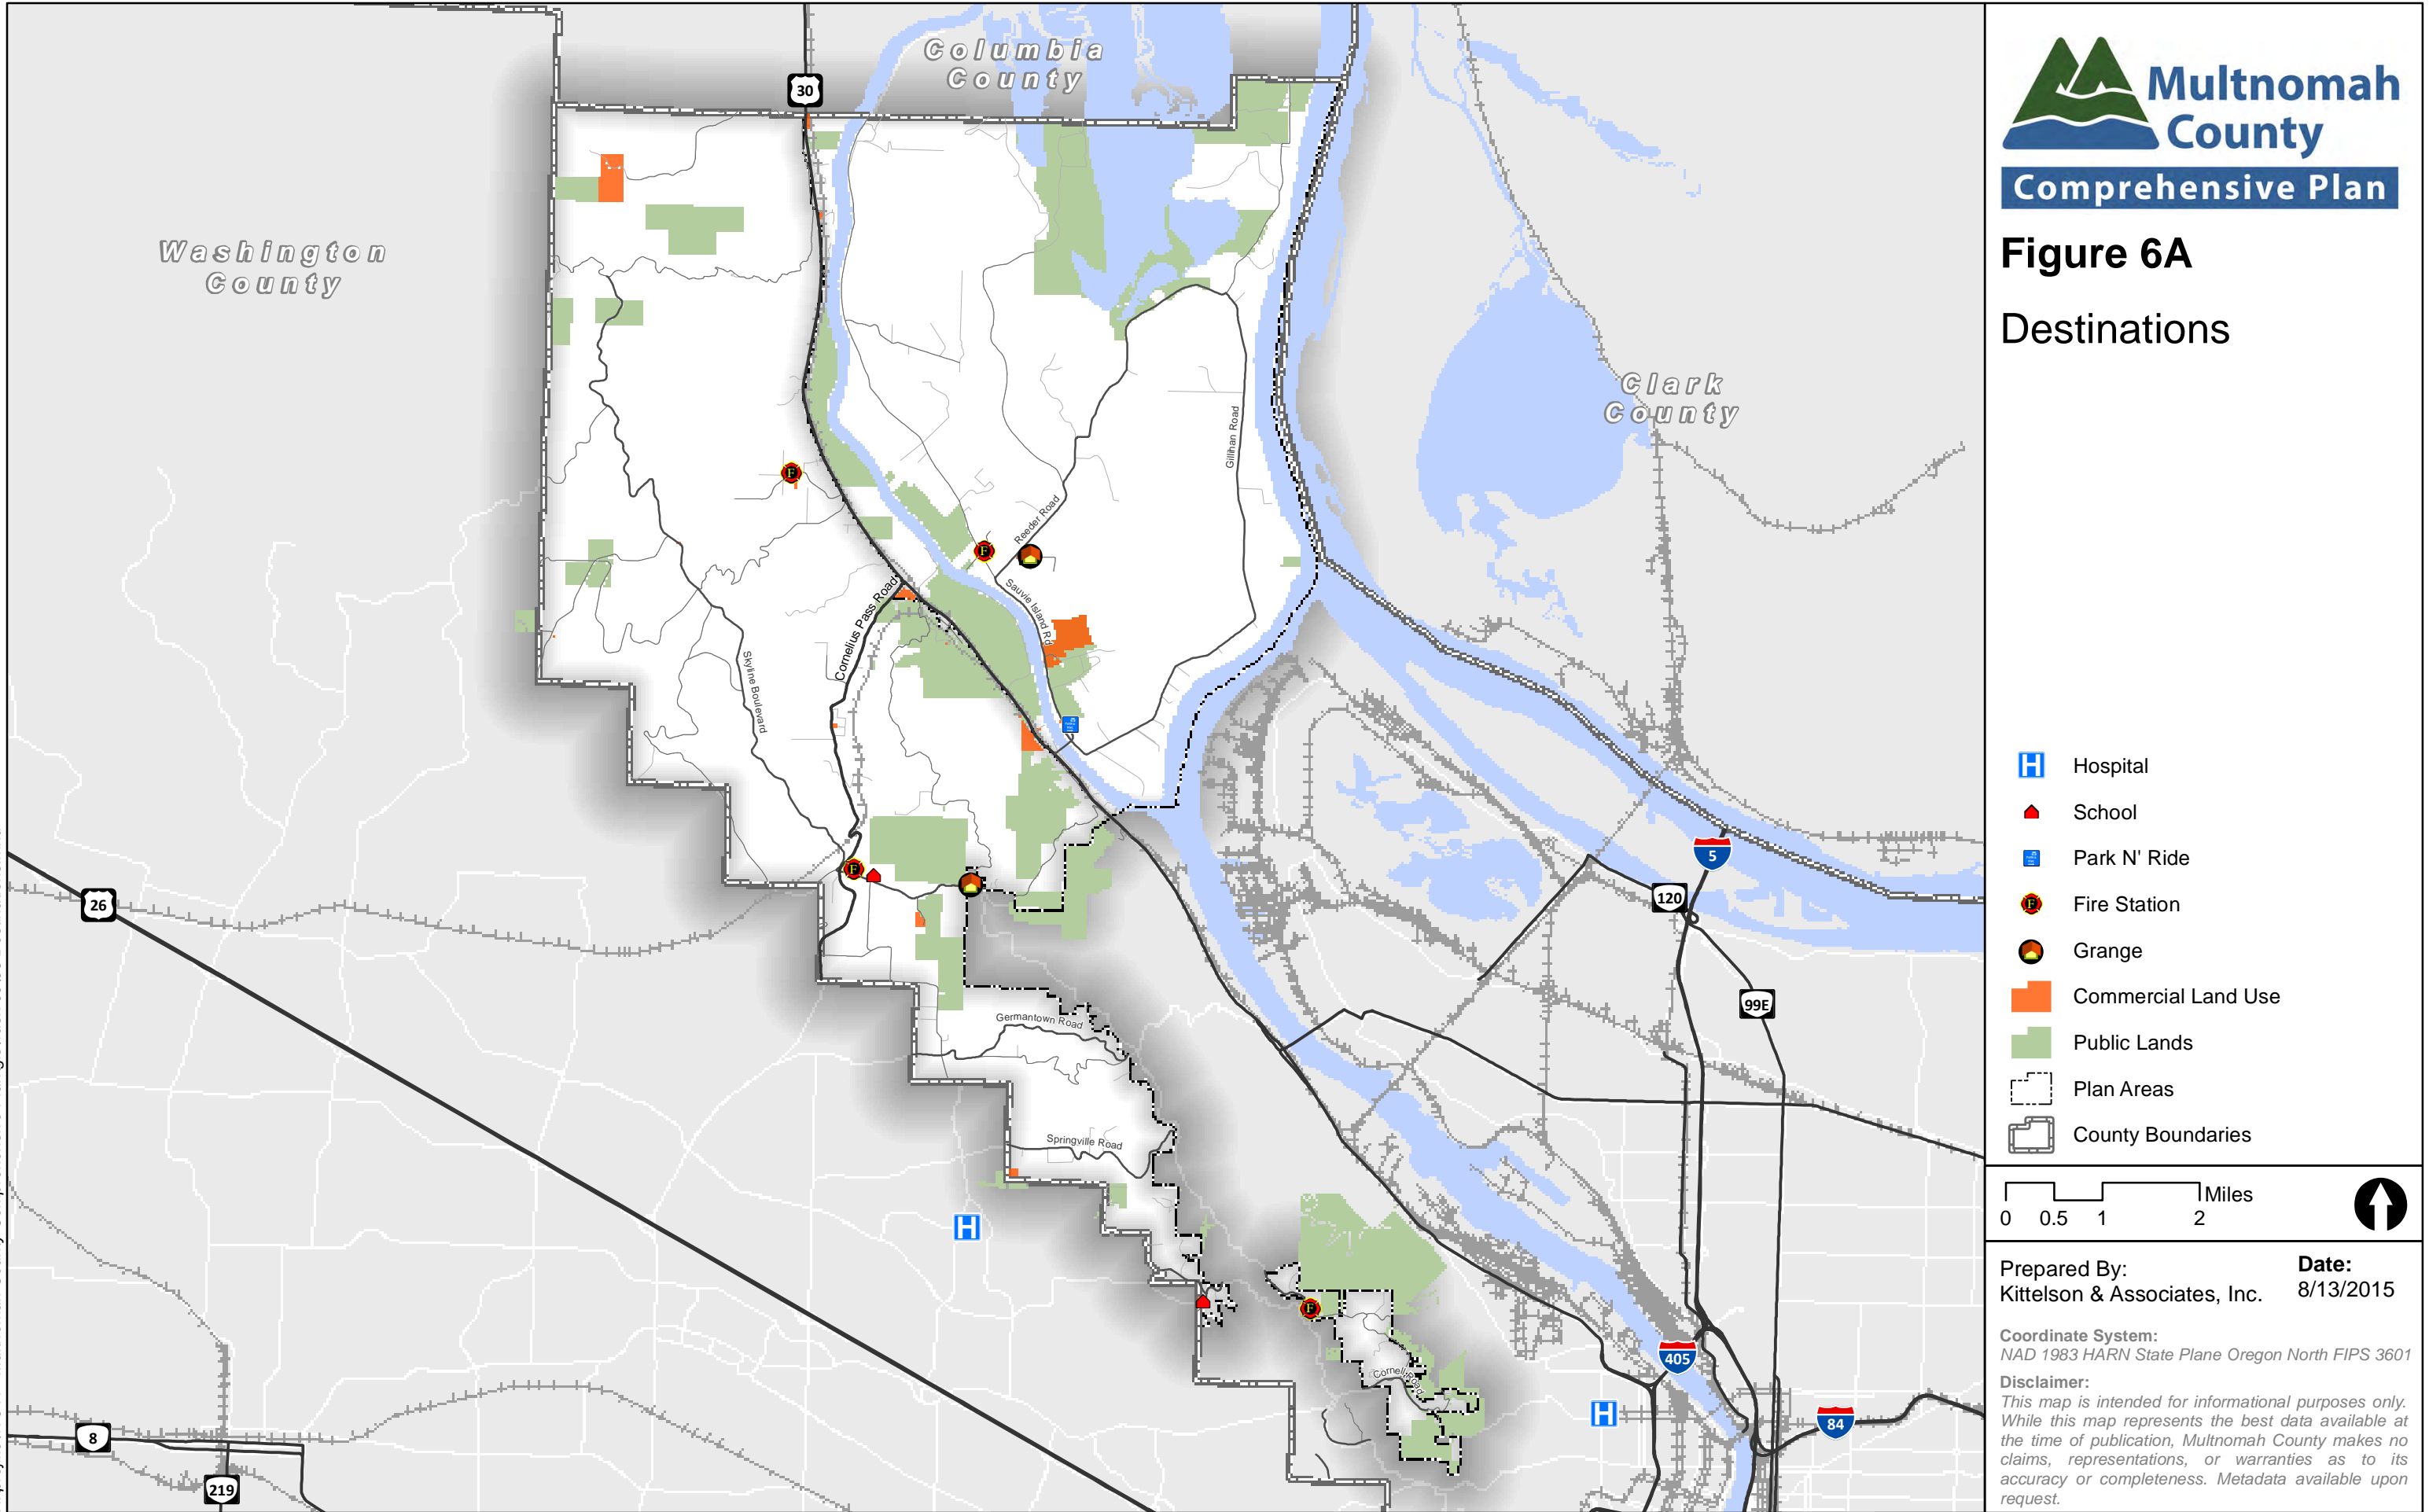 Columbia
County
30
Washington
County
Clark
County
Gillihan Road
Reeder Road
Sauvie Island Rd
Cornelius Pass Road
Skyline Boulevard
5
120
26
99E
Germantown Road
Springville Road
Cornell Road
405
84
8
219
Multnomah
County
Comprehensive Plan
Figure 6A
Destinations
Hospital
School
Park N' Ride
Fire Station
Grange
Commercial Land Use
Public Lands
Plan Areas
County Boundaries
Miles
0 0.5 1 2
Prepared By:
Kittelson & Associates, Inc.
Date:
8/13/2015
Coordinate System:
NAD 1983 HARN State Plane Oregon North FIPS 3601
Disclaimer:
This map is intended for informational purposes only.
While this map represents the best data available at
the time of publication, Multnomah County makes no
claims, representations, or warranties as to its
accuracy or completeness. Metadata available upon
request.